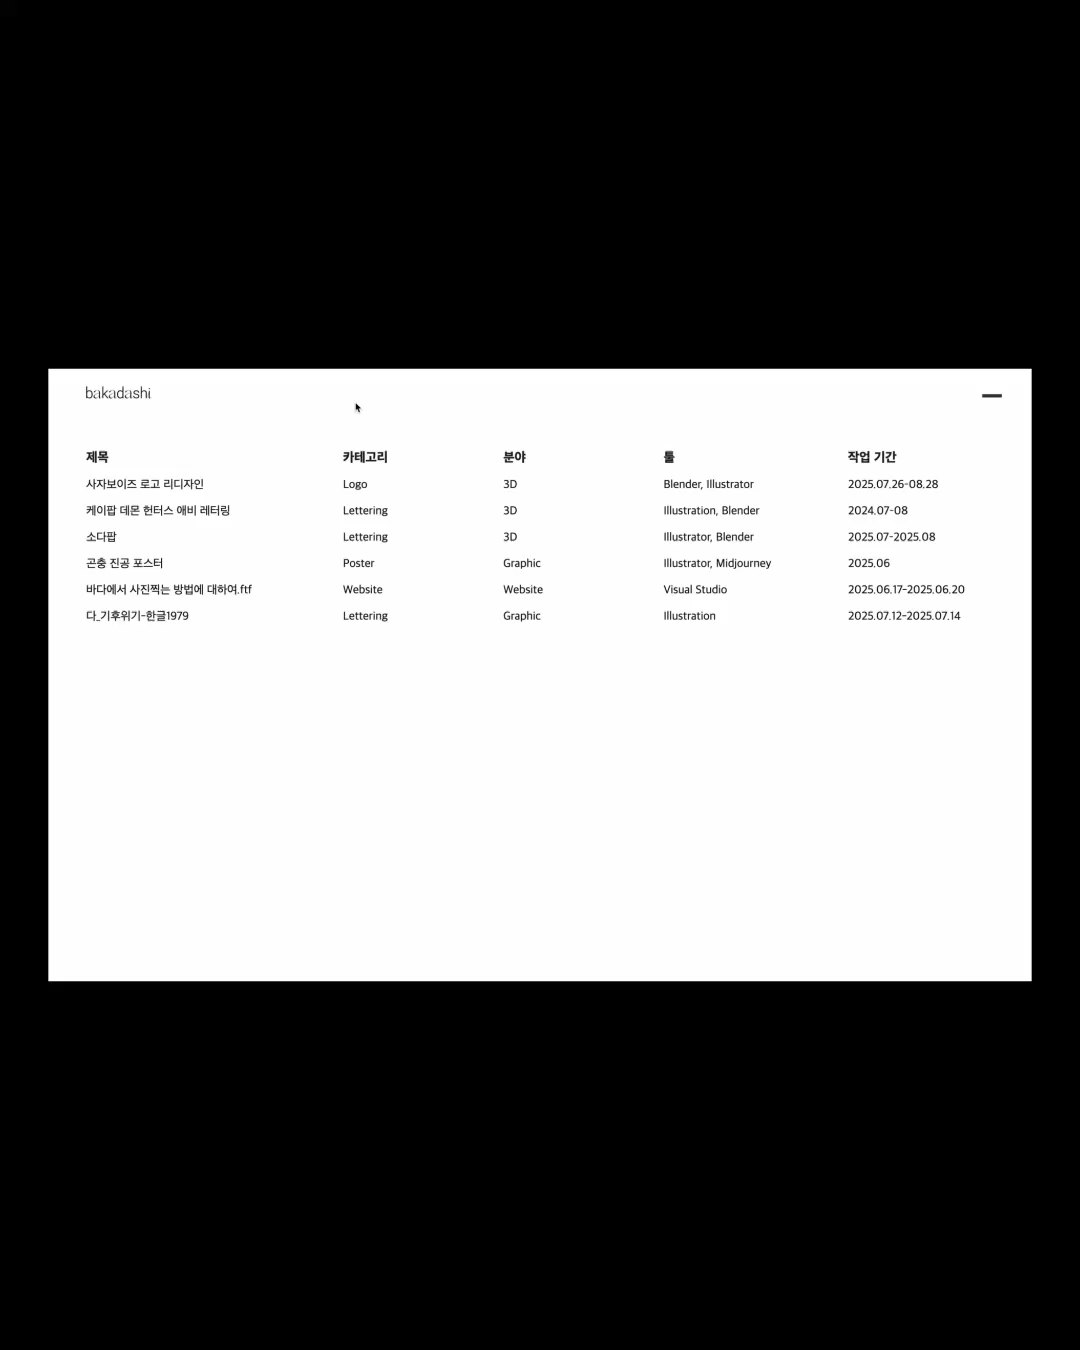 bakadashi
제목 카테고리 분야 툴 작업 기간
사자보이즈 로고 리디자인 Logo 3D Blender, Illustrator 2025.07.26-08.28
케이팝 데몬 헌터스 애비 레터링 Lettering 3D Illustration, Blender 2024.07-08
소다팝 Lettering 3D Illustrator, Blender 2025.07-2025.08
곤충 진공 포스터 Poster Graphic Illustrator, Midjourney 2025.06
바다에서 사진찍는 방법에 대하여.ftf Website Website Visual Studio 2025.06.17-2025.06.20
다_기후위기-한글1979 Lettering Graphic Illustration 2025.07.12-2025.07.14